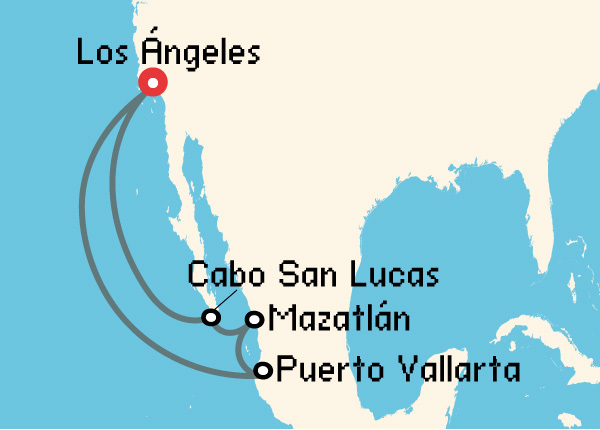 Los Ángeles
Cabo San Lucas
Mazatlán
Puerto Vallarta